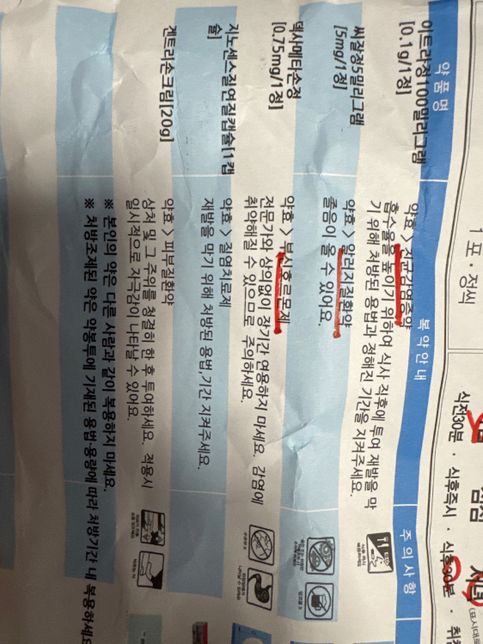 1포 · 정씩
식전30분 · 식후즉시 · 식후30분 · 취
약품명
복약안내
주의사항
이트라정100밀리그램
[0.1g/1정]
약효 > 진균감염증약
흡수율을 높이기 위하여 식사 직후에 투여 재발을 막
기 위해 처방된 용법과 정해진 기간을 지켜주세요.
씨잘정5밀리그램
[5mg/1정]
약효 > 알러지질환약
졸음이 올 수 있어요.
덱사메타손정
[0.75mg/1정]
약효 > 부신호르몬제
전문가와 상의없이 장기간 연용하지 마세요. 감염에
취약해질 수 있으므로 주의하세요.
지노센스질연질캡슐[1캡
슐]
약효 > 질염치료제
재발을 막기 위해 처방된 용법,기간 지켜주세요.
겐트리손크림[20g]
약효 > 피부질환약
상처 및 그 주위를 청결히 한 후 투여하세요. 적용시
일시적으로 자극감이 나타날 수 있어요.
※ 본인의 약은 다른 사람과 같이 복용하지 마세요.
※ 처방조제된 약은 약봉투에 기재된 용법·용량에 따라 처방기간 내 복용하세요